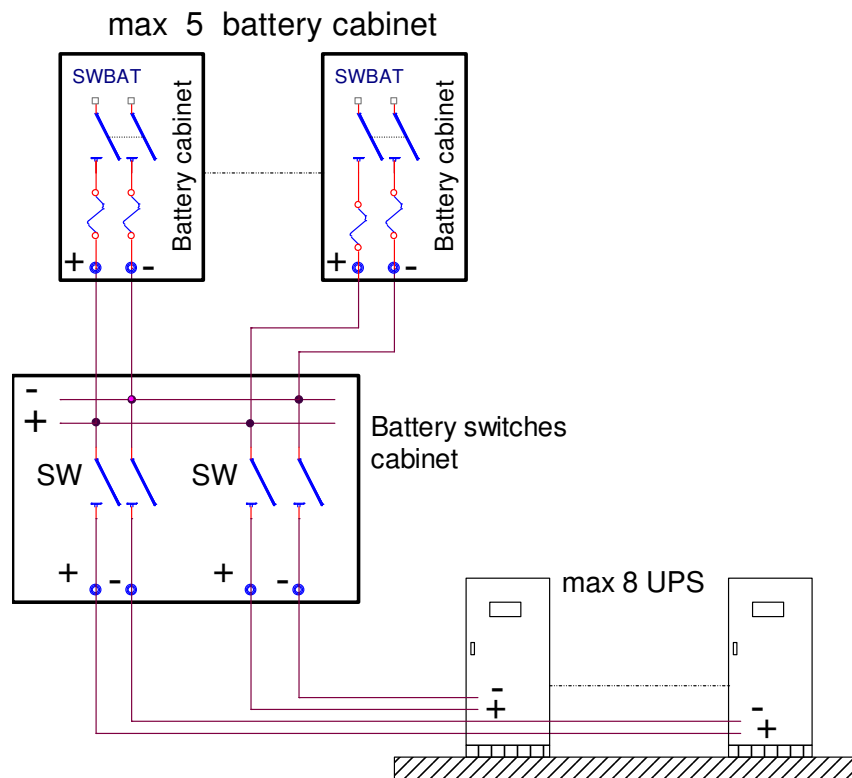 max 5 battery cabinet
SWBAT
Battery cabinet
+ -
SWBAT
Battery cabinet
+ -
-
+
Battery switches
cabinet
SW SW
+ - + -
max 8 UPS
-
+
-
+